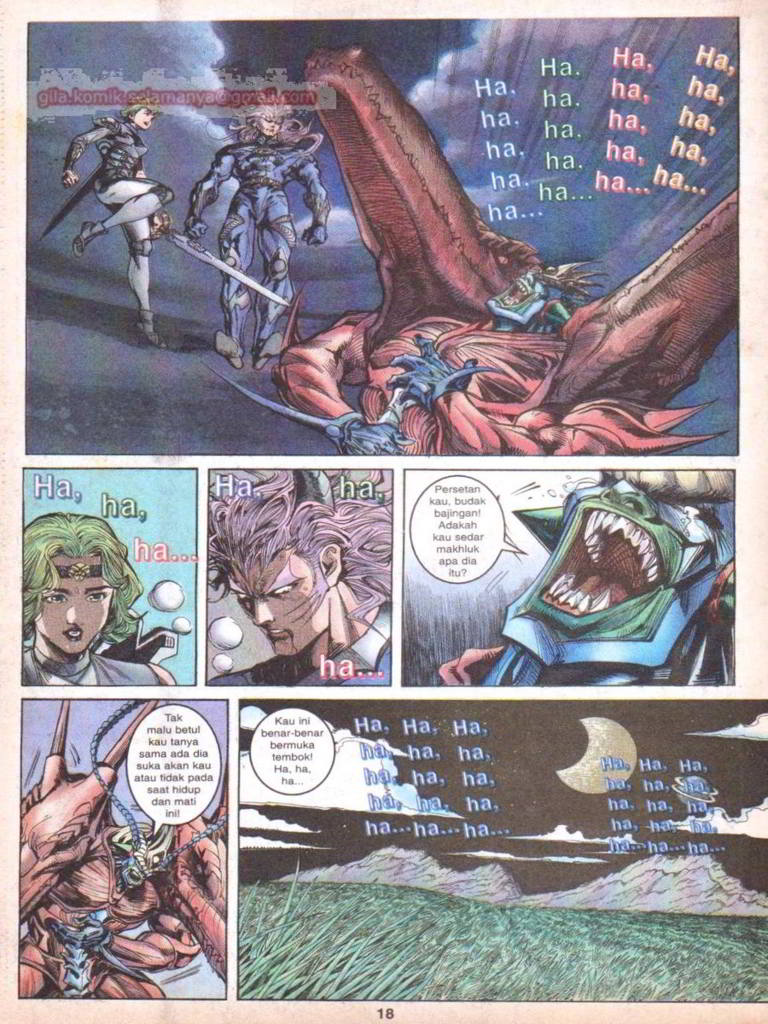 gila.komik.selamanya@gmail.com
Ha.
ha.
ha.
ha.
ha...
Ha.
ha.
ha.
ha.
ha...
Ha,
ha,
ha,
ha,
ha...
Ha,
ha,
ha,
ha,
ha...
Ha,
ha,
ha...
Ha,
ha,
ha...
Persetan
kau, budak
bajingan!
Adakah
kau sedar
makhluk
apa dia
itu?
Tak
malu betul
kau tanya
sama ada dia
suka akan kau
atau tidak pada
saat hidup
dan mati
ini!
Kau ini
benar-benar
bermuka
tembok!
Ha, ha,
ha...
Ha, Ha, Ha,
ha, ha, ha,
ha, ha, ha,
ha, ha, ha,
ha...ha...ha...
Ha, Ha, Ha,
ha, ha, ha,
ha, ha, ha,
ha, ha, ha,
ha...ha...ha...
18